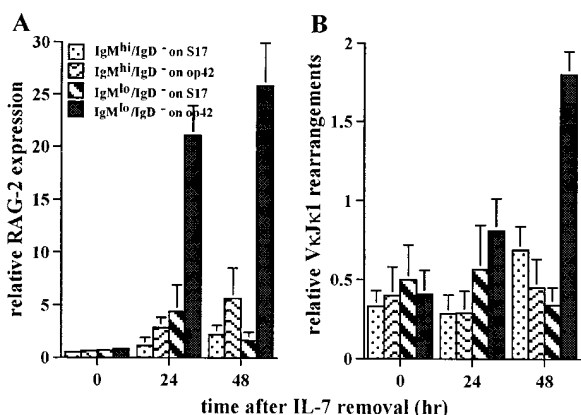 A
B
30
25
20
15
10
5
0
relative RAG-2 expression
IgMhi/IgD- on S17
IgMhi/IgD- on op42
IgMlo/IgD- on S17
IgMlo/IgD- on op42
0
24
48
2
1.5
1
0.5
0
relative VκJκ1 rearrangements
0
24
48
time after IL-7 removal (hr)